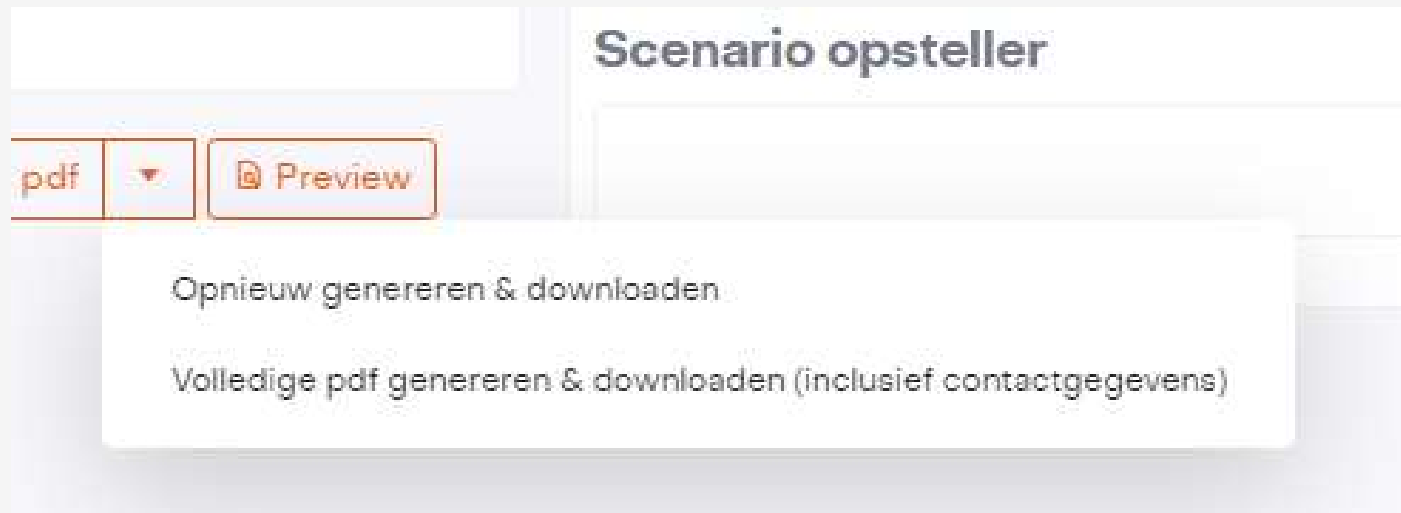 Scenario opsteller
pdf
Preview
Opnieuw genereren & downloaden
Volledige pdf genereren & downloaden (inclusief contactgegevens)